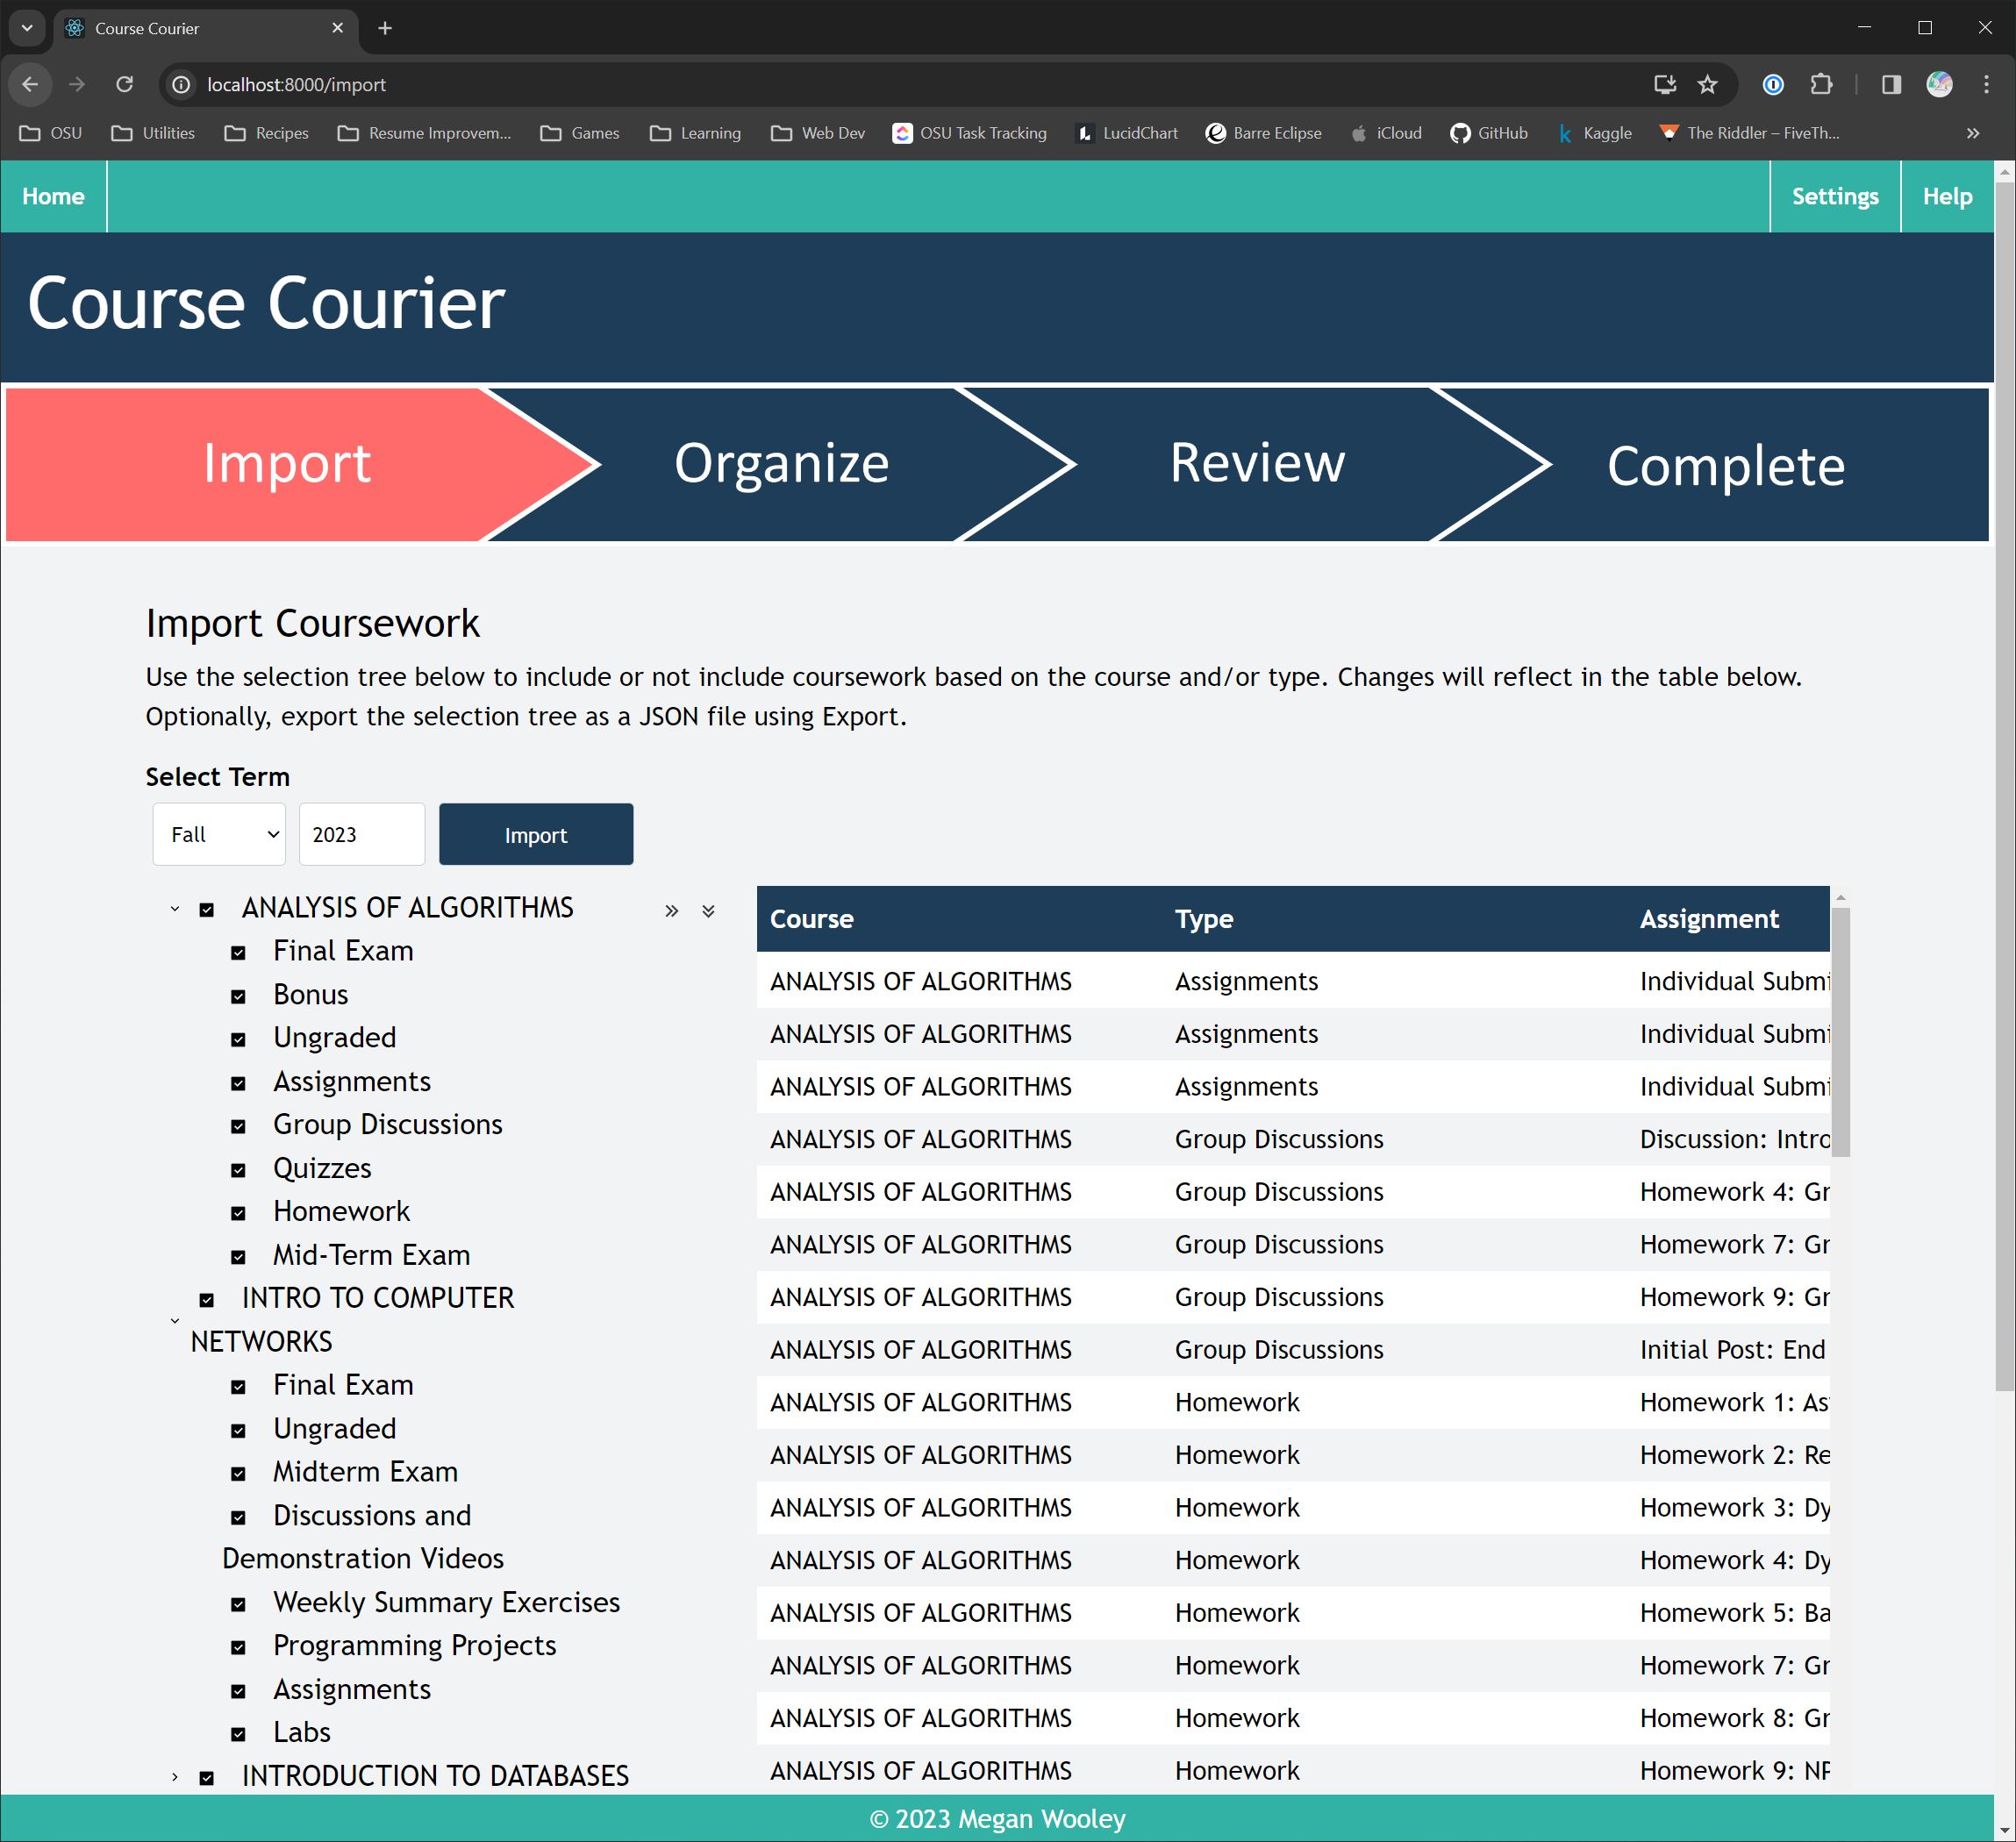 Course Courier
localhost:8000/import
OSU Utilities Recipes Resume Improvem... Games Learning Web Dev OSU Task Tracking LucidChart Barre Eclipse iCloud GitHub Kaggle The Riddler – FiveTh...
Home Settings Help
Course Courier
Import Organize Review Complete
Import Coursework
Use the selection tree below to include or not include coursework based on the course and/or type. Changes will reflect in the table below.
Optionally, export the selection tree as a JSON file using Export.
Select Term
Fall 2023 Import
ANALYSIS OF ALGORITHMS
Final Exam
Bonus
Ungraded
Assignments
Group Discussions
Quizzes
Homework
Mid-Term Exam
INTRO TO COMPUTER
NETWORKS
Final Exam
Ungraded
Midterm Exam
Discussions and
Demonstration Videos
Weekly Summary Exercises
Programming Projects
Assignments
Labs
INTRODUCTION TO DATABASES
Course Type Assignment
ANALYSIS OF ALGORITHMS Assignments Individual Submi
ANALYSIS OF ALGORITHMS Assignments Individual Submi
ANALYSIS OF ALGORITHMS Assignments Individual Submi
ANALYSIS OF ALGORITHMS Group Discussions Discussion: Intro
ANALYSIS OF ALGORITHMS Group Discussions Homework 4: Gr
ANALYSIS OF ALGORITHMS Group Discussions Homework 7: Gr
ANALYSIS OF ALGORITHMS Group Discussions Homework 9: Gr
ANALYSIS OF ALGORITHMS Group Discussions Initial Post: End
ANALYSIS OF ALGORITHMS Homework Homework 1: As
ANALYSIS OF ALGORITHMS Homework Homework 2: Re
ANALYSIS OF ALGORITHMS Homework Homework 3: Dy
ANALYSIS OF ALGORITHMS Homework Homework 4: Dy
ANALYSIS OF ALGORITHMS Homework Homework 5: Ba
ANALYSIS OF ALGORITHMS Homework Homework 7: Gr
ANALYSIS OF ALGORITHMS Homework Homework 8: Gr
ANALYSIS OF ALGORITHMS Homework Homework 9: NP
© 2023 Megan Wooley